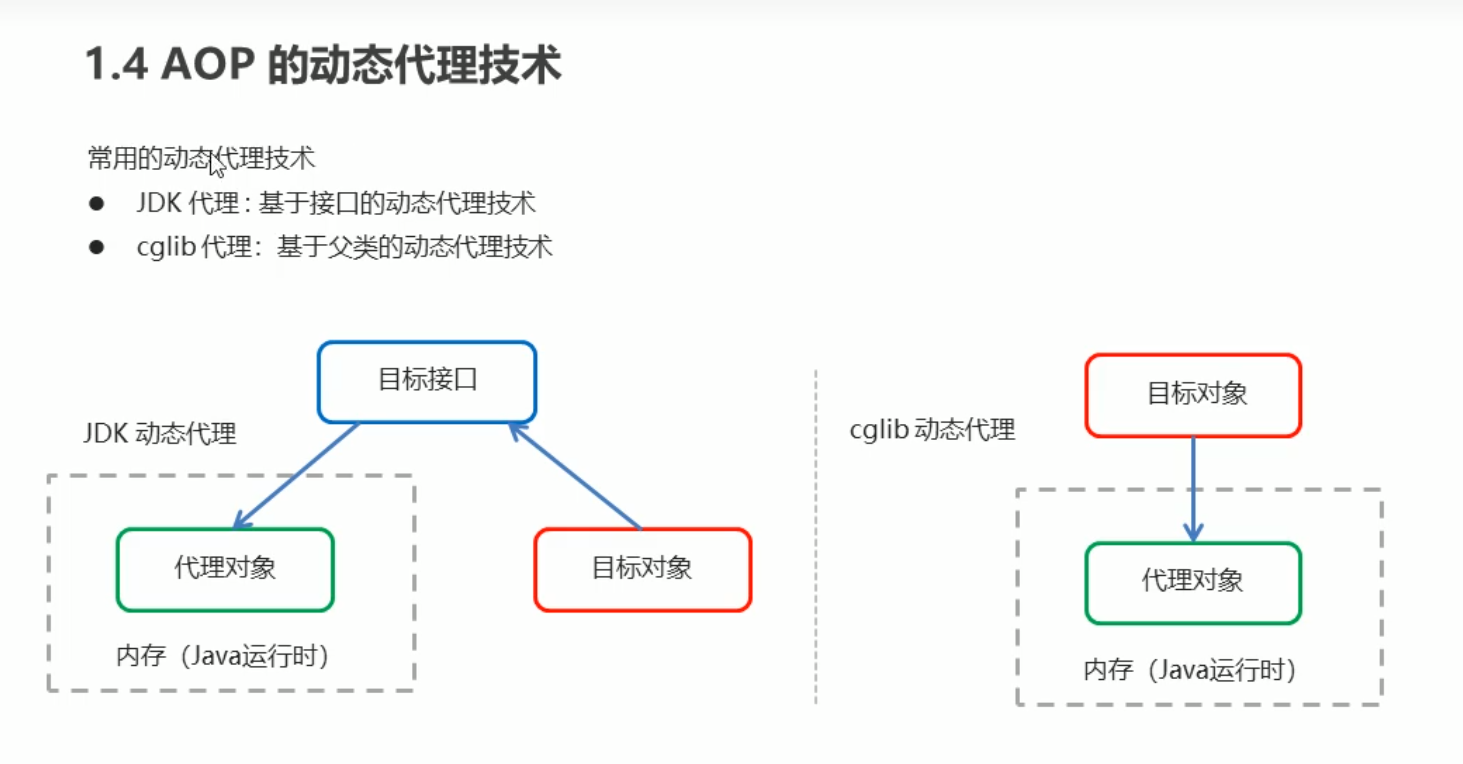 1.4 AOP 的动态代理技术
常用的动态代理技术
● JDK 代理 : 基于接口的动态代理技术
● cglib 代理：基于父类的动态代理技术
目标接口
JDK 动态代理
代理对象
目标对象
内存（Java运行时）
目标对象
cglib 动态代理
代理对象
内存（Java运行时）